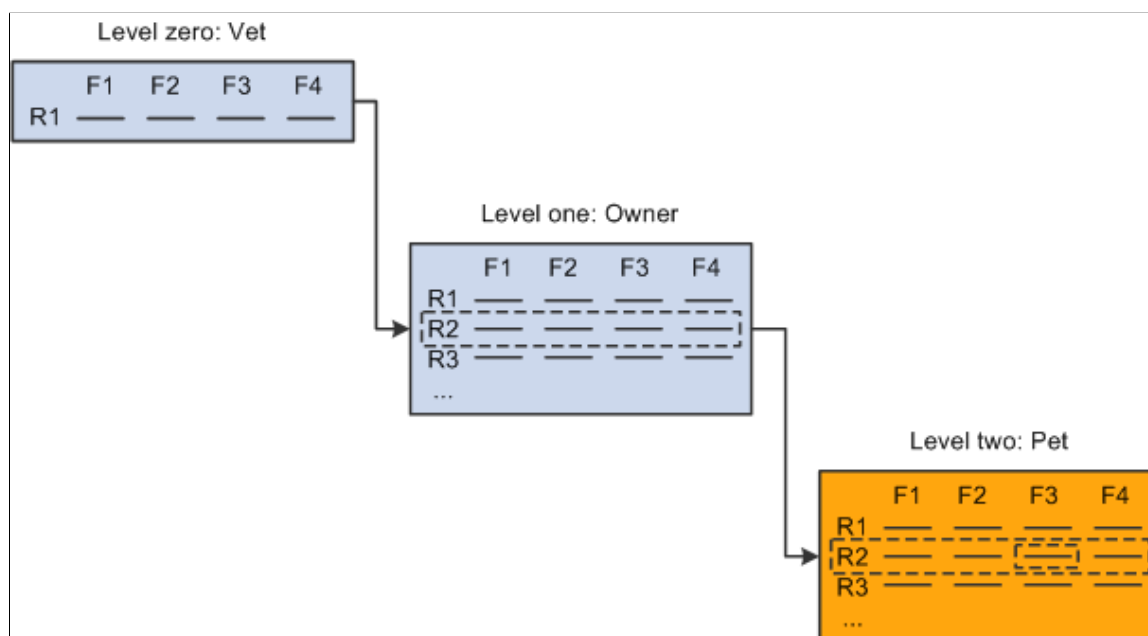 Level zero: Vet
F1 F2 F3 F4
R1
Level one: Owner
F1 F2 F3 F4
R1
R2
R3
...
Level two: Pet
F1 F2 F3 F4
R1
R2
R3
...